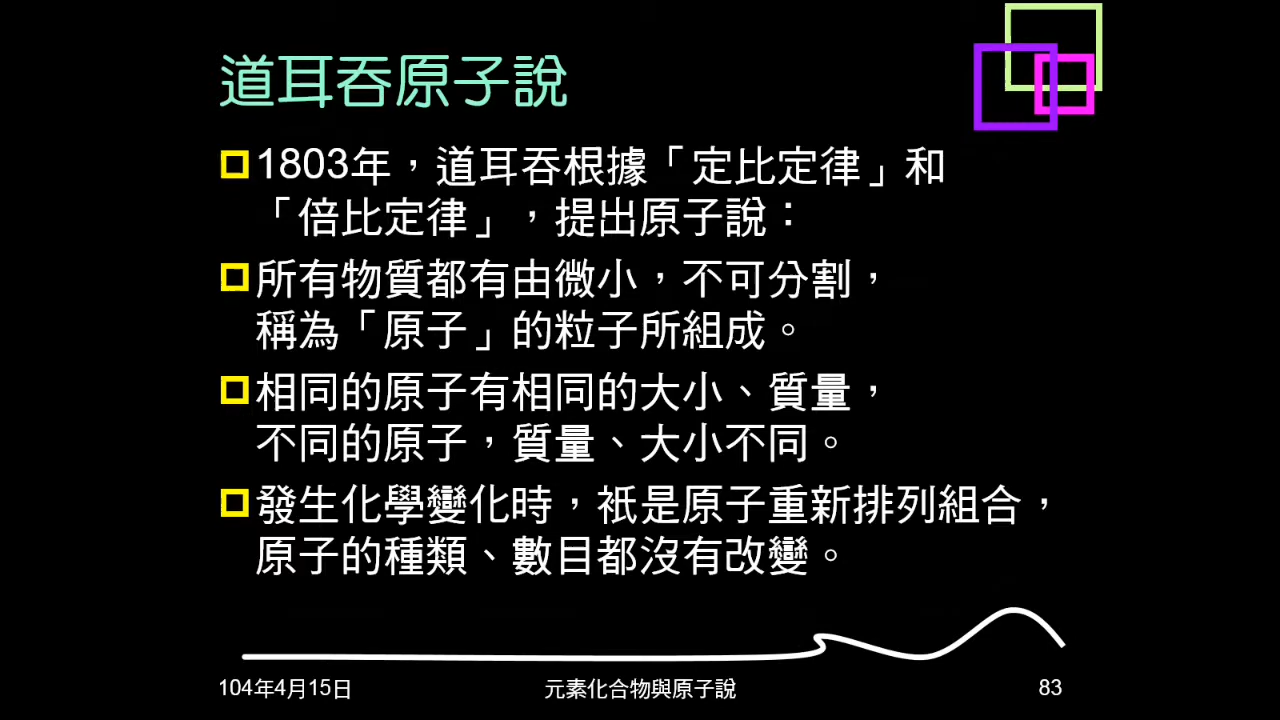 道耳吞原子說
1803年，道耳吞根據「定比定律」和
「倍比定律」，提出原子說：
所有物質都有由微小，不可分割，
稱為「原子」的粒子所組成。
相同的原子有相同的大小、質量，
不同的原子，質量、大小不同。
發生化學變化時，祇是原子重新排列組合，
原子的種類、數目都沒有改變。
104年4月15日
元素化合物與原子說
83